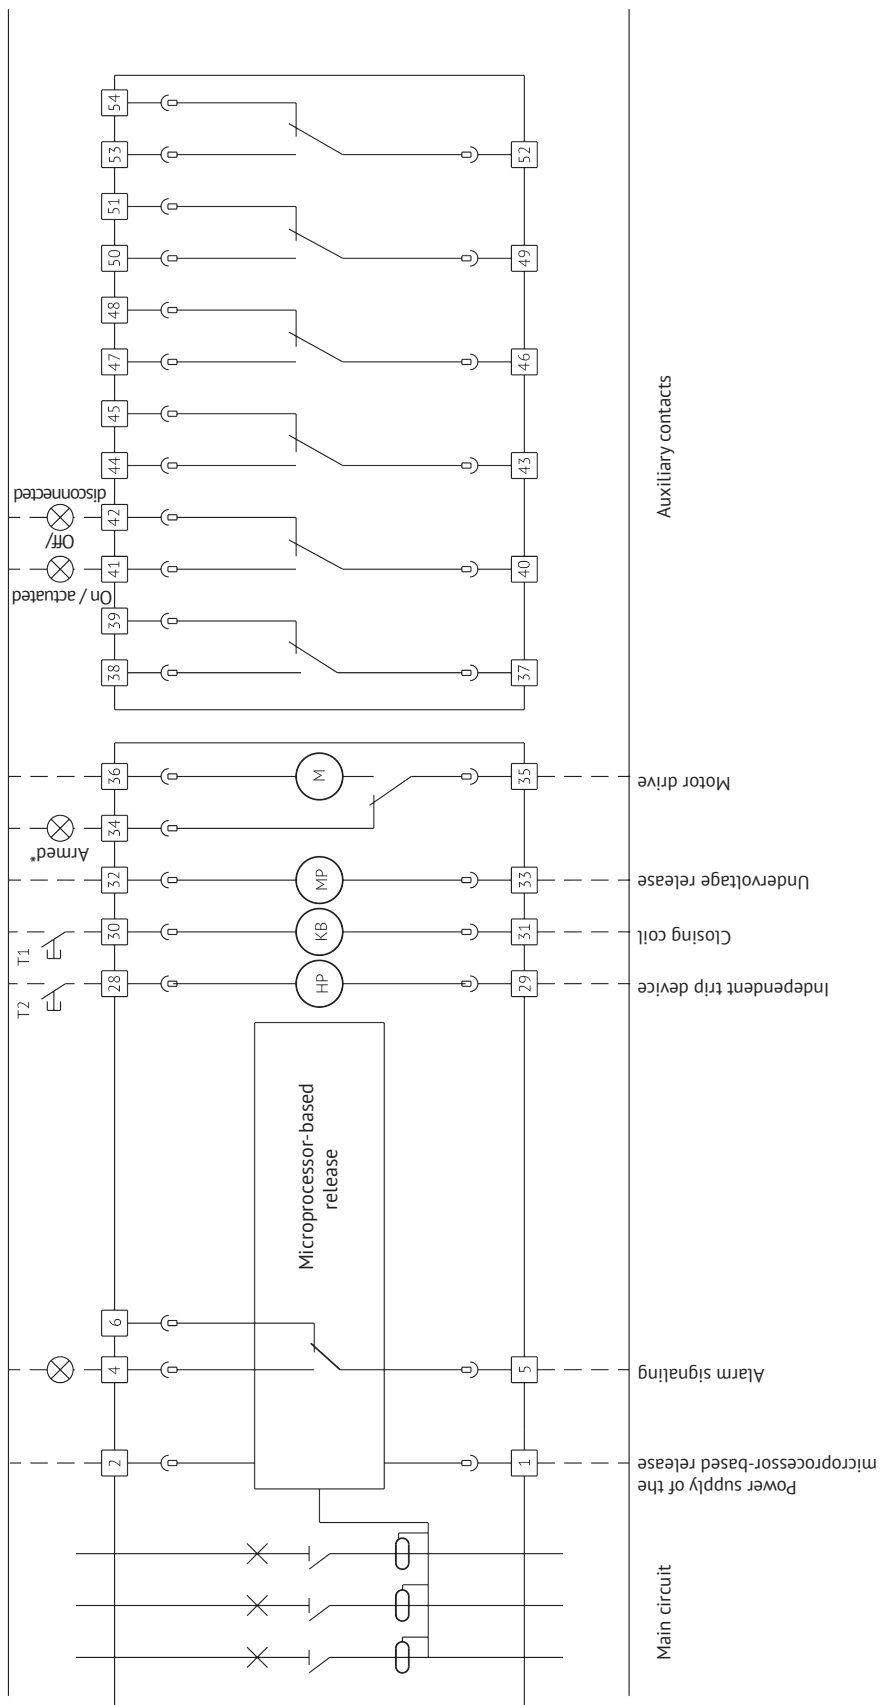 54
53
52
51
50
49
48
47
46
45
44
43
disconnected
42
Off/
41
40
On / actuated
39
38
37
Auxiliary contacts
36
M
35
Motor drive
34
Armed*
32
MP
33
Undervoltage release
T1
30
KB
31
Closing coil
T2
28
HP
29
Independent trip device
Microprocessor-based
release
6
4
5
Alarm signaling
2
1
Power supply of the
microprocessor-based release
Main circuit